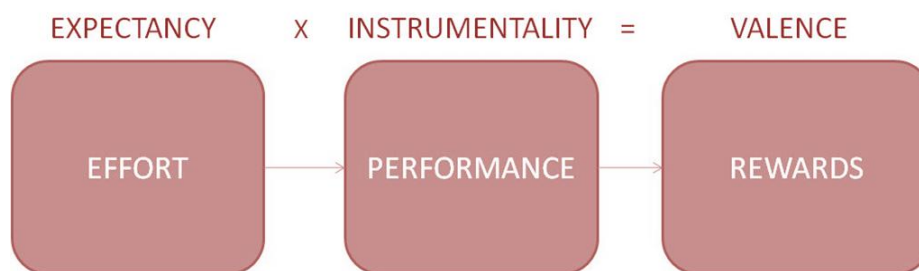 EXPECTANCY X INSTRUMENTALITY = VALENCE
EFFORT PERFORMANCE REWARDS